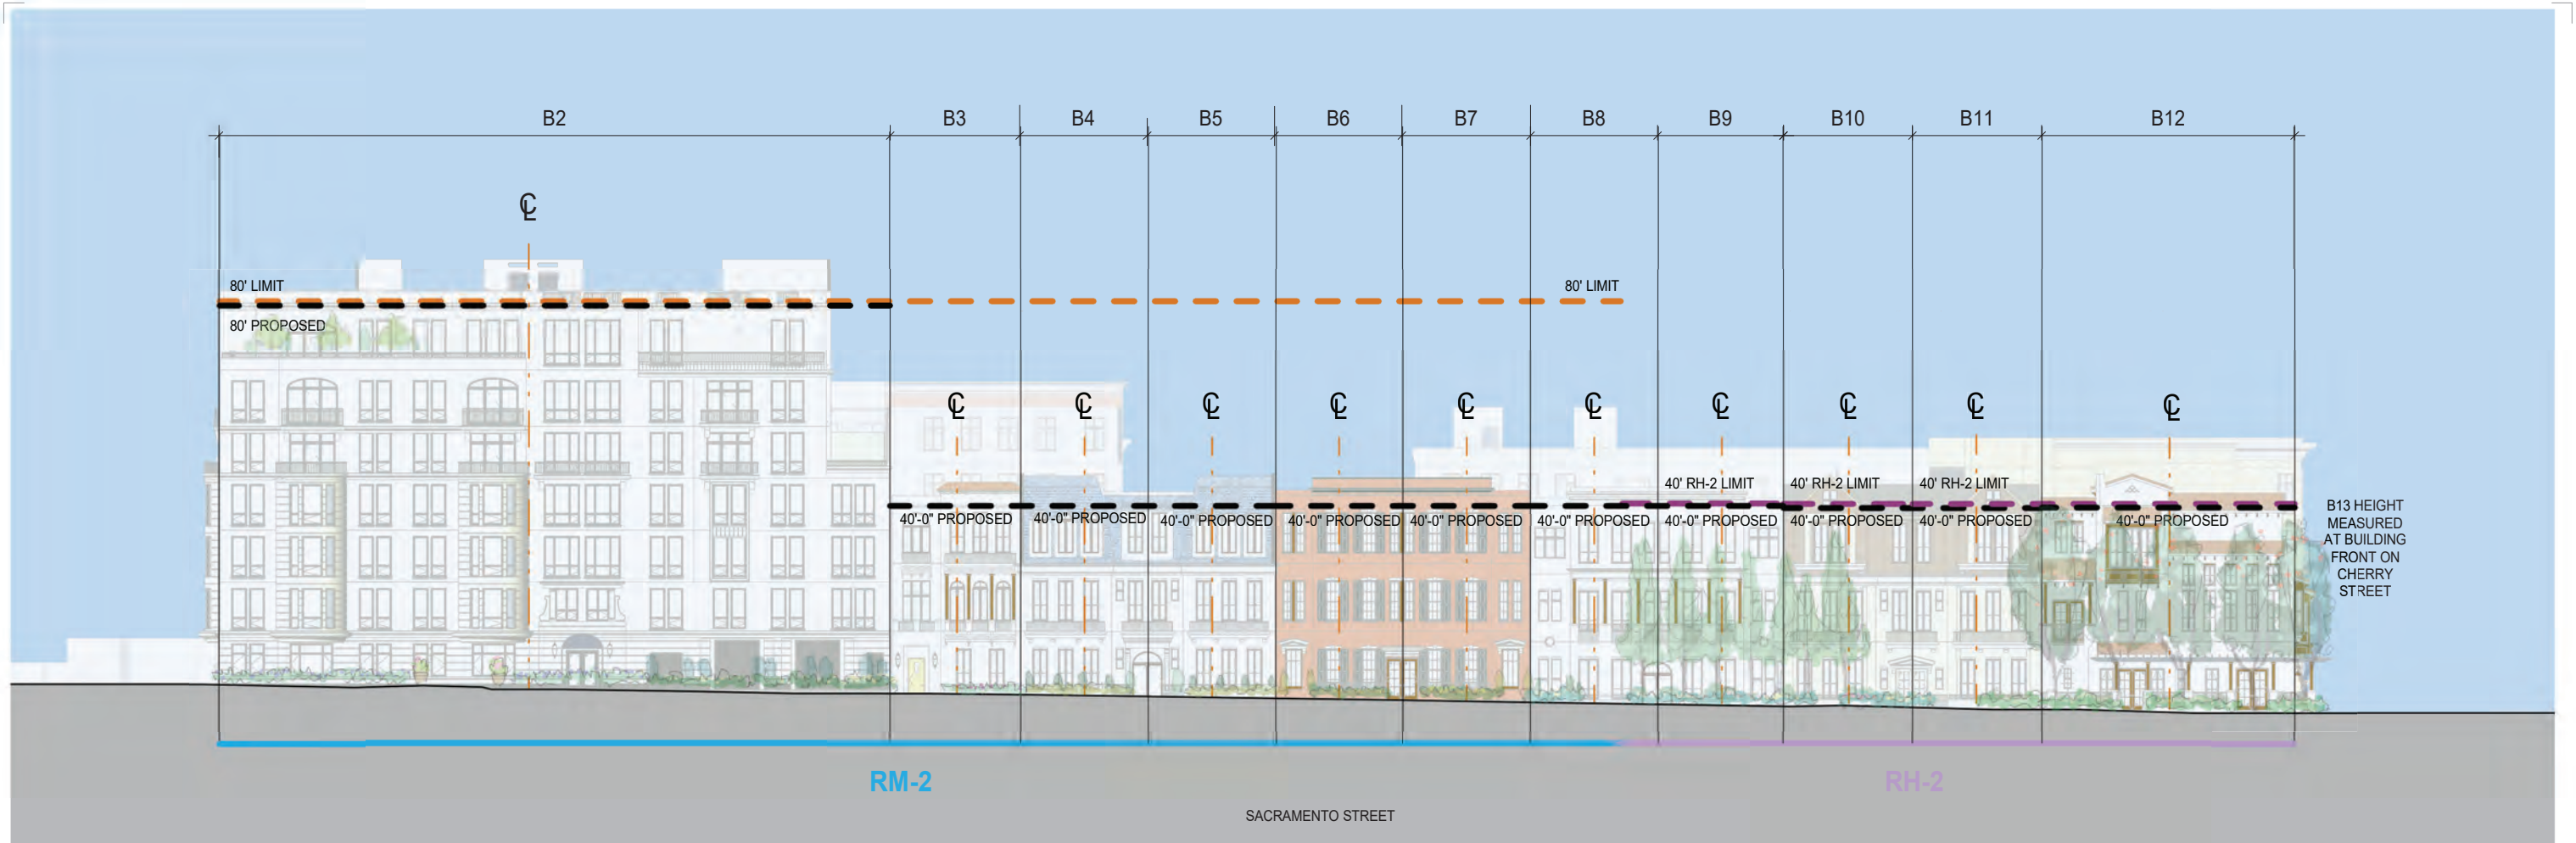 B2
B3
B4
B5
B6
B7
B8
B9
B10
B11
B12
℄
80' LIMIT
80' LIMIT
80' PROPOSED
℄
℄
℄
℄
℄
℄
℄
℄
℄
℄
40' RH-2 LIMIT
40' RH-2 LIMIT
40' RH-2 LIMIT
40'-0" PROPOSED
40'-0" PROPOSED
40'-0" PROPOSED
40'-0" PROPOSED
40'-0" PROPOSED
40'-0" PROPOSED
40'-0" PROPOSED
40'-0" PROPOSED
40'-0" PROPOSED
40'-0" PROPOSED
B13 HEIGHT
MEASURED
AT BUILDING
FRONT ON
CHERRY
STREET
RM-2
RH-2
SACRAMENTO STREET